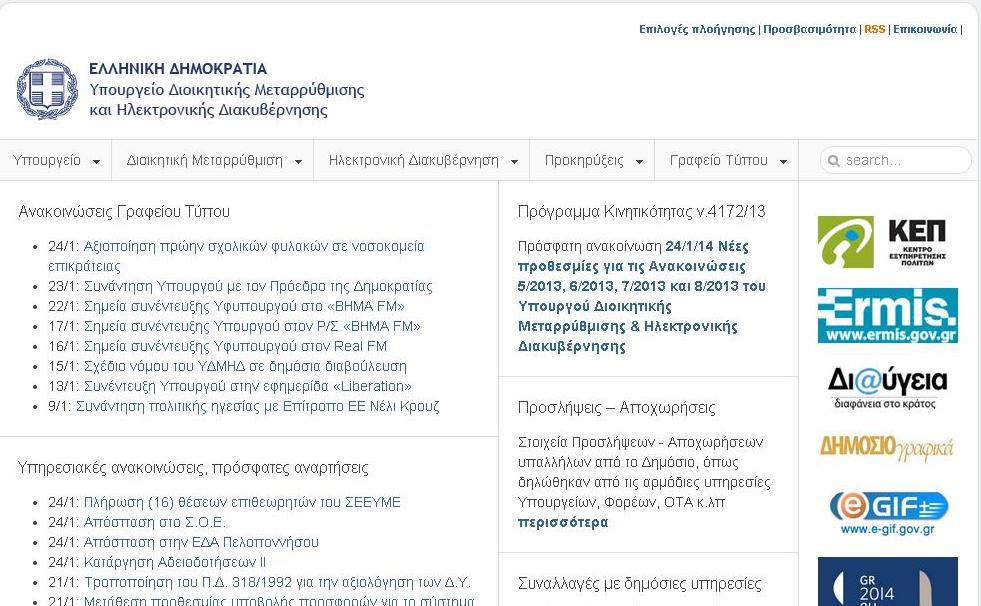 Επιλογές πλοήγησης | Προσβασιμότητα | RSS | Επικοινωνία |
ΕΛΛΗΝΙΚΗ ΔΗΜΟΚΡΑΤΙΑ
Υπουργείο Διοικητικής Μεταρρύθμισης
και Ηλεκτρονικής Διακυβέρνησης
Υπουργείο Διοικητική Μεταρρύθμιση Ηλεκτρονική Διακυβέρνηση Προκηρύξεις Γραφείο Τύπου search...
Ανακοινώσεις Γραφείου Τύπου
24/1: Αξιοποίηση πρώην σχολικών φυλακών σε νοσοκομεία
επικράτειας
23/1: Συνάντηση Υπουργού με τον Πρόεδρο της Δημοκρατίας
22/1: Σημεία συνέντευξης Υφυπουργού στο «ΒΗΜΑ FM»
17/1: Σημεία συνέντευξης Υπουργού στον Ρ/Σ «ΒΗΜΑ FM»
16/1: Σημεία συνέντευξης Υφυπουργού στον Real FM
15/1: Σχέδιο νόμου του ΥΔΜΗΔ σε δημόσια διαβούλευση
13/1: Συνέντευξη Υπουργού στην εφημερίδα «Liberation»
9/1: Συνάντηση πολιτικής ηγεσίας με Επίτροπο ΕΕ Νέλι Κρουζ
Υπηρεσιακές ανακοινώσεις, πρόσφατες αναρτήσεις
24/1: Πλήρωση (16) θέσεων επιθεωρητών του ΣΕΕΥΜΕ
24/1: Απόσπαση στο Σ.Ο.Ε.
24/1: Απόσπαση στην ΕΔΑ Πελοποννήσου
24/1: Κατάργηση Αδειοδοτήσεων ΙΙ
21/1: Τροποποίηση του Π.Δ. 318/1992 για την αξιολόγηση των Δ.Υ.
21/1: Μετάθεση προθεσμίας υποβολής προσφορών για το σύστημα
Πρόγραμμα Κινητικότητας ν.4172/13
Πρόσφατη ανακοίνωση 24/1/14 Νέες
προθεσμίες για τις Ανακοινώσεις
5/2013, 6/2013, 7/2013 και 8/2013 του
Υπουργού Διοικητικής
Μεταρρύθμισης & Ηλεκτρονικής
Διακυβέρνησης
Προσλήψεις – Αποχωρήσεις
Στοιχεία Προσλήψεων - Αποχωρήσεων
υπαλλήλων από το Δημόσιο, όπως
δηλώθηκαν από τις αρμόδιες υπηρεσίες
Υπουργείων, Φορέων, ΟΤΑ κ.λπ
περισσότερα
Συναλλαγές με δημόσιες υπηρεσίες
ΚΕΠ
ΚΕΝΤΡΟ
ΕΞΥΠΗΡΕΤΗΣΗΣ
ΠΟΛΙΤΩΝ
Ermis.
www.ermis.gov.gr
Δι@ύγεια
διαφάνεια στο κράτος
ΔΗΜΟΣΙΟγραφικά
eGIF
www.e-gif.gov.gr
GR
2014